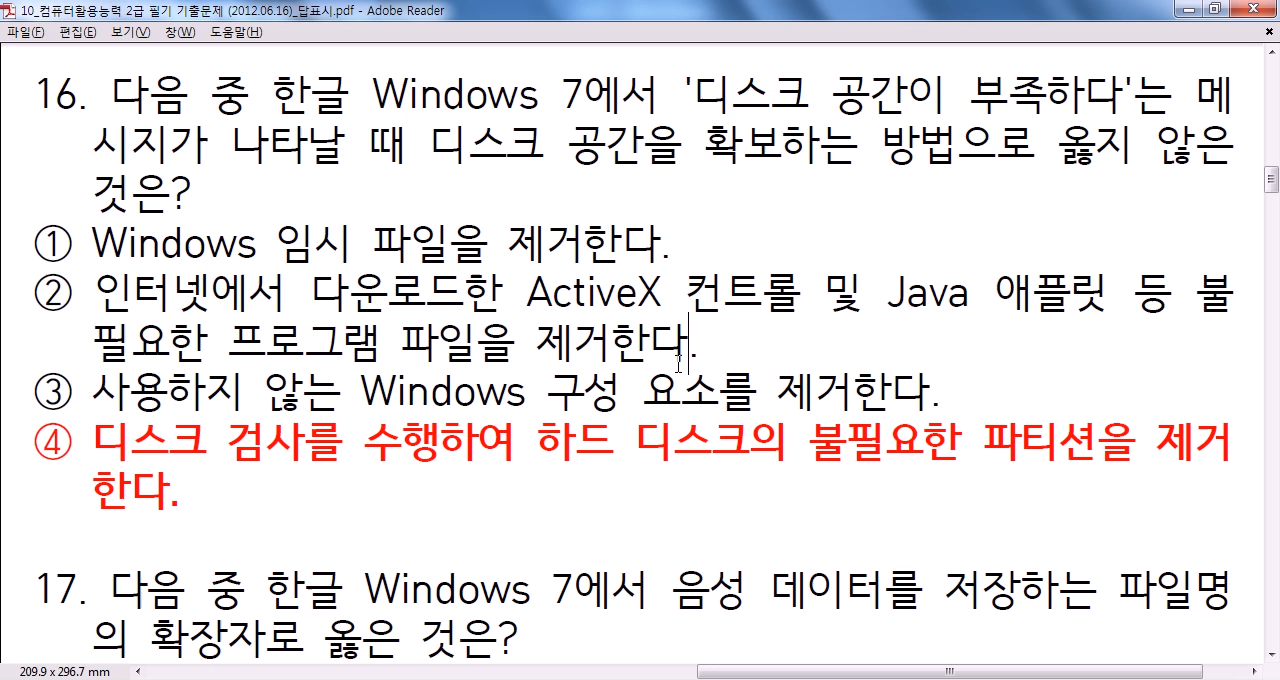 10_컴퓨터활용능력 2급 필기 기출문제 (2012.06.16)_답표시.pdf - Adobe Reader
파일(F) 편집(E) 보기(V) 창(W) 도움말(H)
16. 다음 중 한글 Windows 7에서 '디스크 공간이 부족하다'는 메
시지가 나타날 때 디스크 공간을 확보하는 방법으로 옳지 않은
것은?
① Windows 임시 파일을 제거한다.
② 인터넷에서 다운로드한 ActiveX 컨트롤 및 Java 애플릿 등 불
필요한 프로그램 파일을 제거한다.
③ 사용하지 않는 Windows 구성 요소를 제거한다.
④ 디스크 검사를 수행하여 하드 디스크의 불필요한 파티션을 제거
한다.
17. 다음 중 한글 Windows 7에서 음성 데이터를 저장하는 파일명
의 확장자로 옳은 것은?
209.9 x 296.7 mm